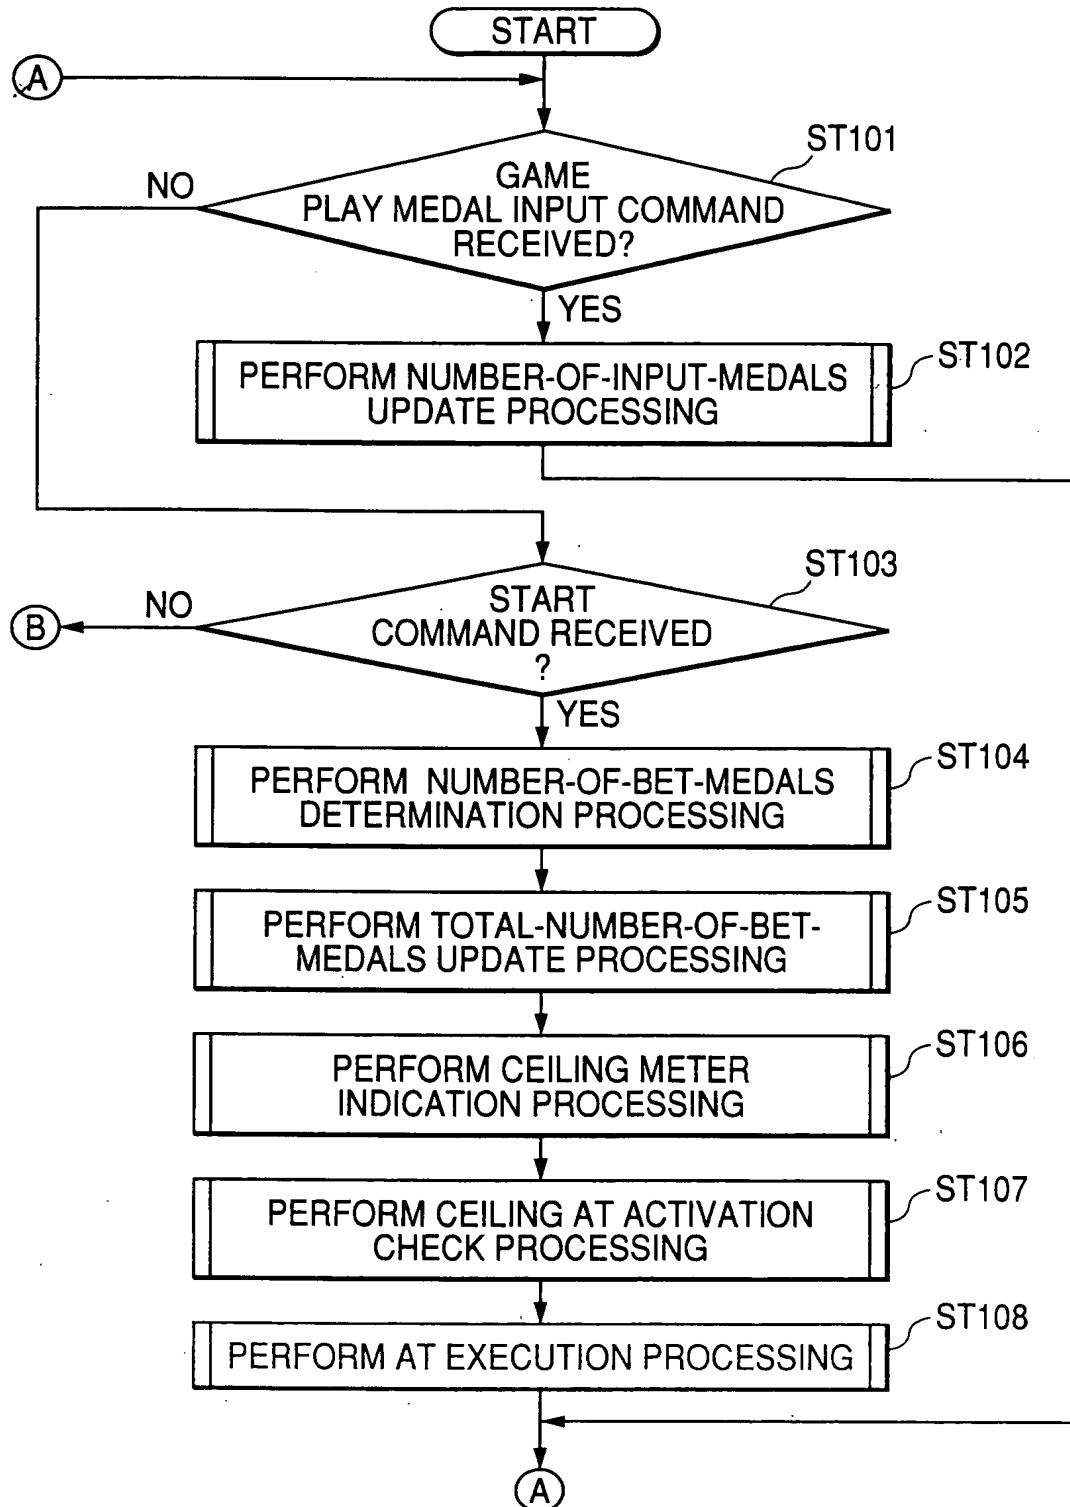 START
A
ST101
NO
GAME
PLAY MEDAL INPUT COMMAND
RECEIVED?
YES
ST102
PERFORM NUMBER-OF-INPUT-MEDALS
UPDATE PROCESSING
ST103
NO
B
START
COMMAND RECEIVED
?
YES
ST104
PERFORM NUMBER-OF-BET-MEDALS
DETERMINATION PROCESSING
ST105
PERFORM TOTAL-NUMBER-OF-BET-
MEDALS UPDATE PROCESSING
ST106
PERFORM CEILING METER
INDICATION PROCESSING
ST107
PERFORM CEILING AT ACTIVATION
CHECK PROCESSING
ST108
PERFORM AT EXECUTION PROCESSING
A